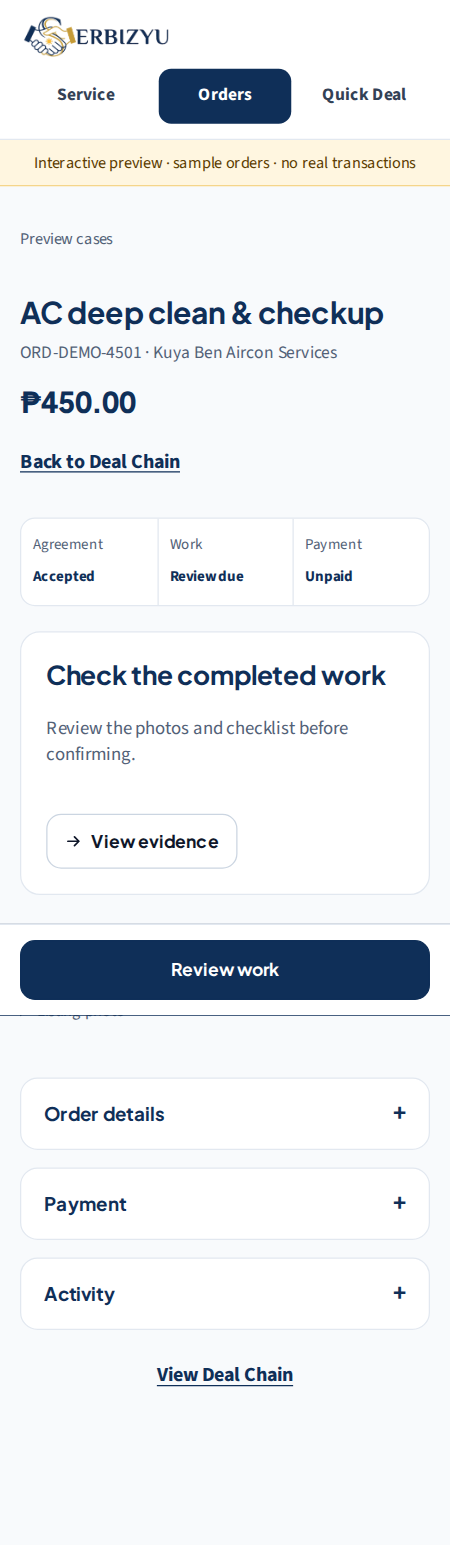 ERBIZYU
Service
Orders
Quick Deal
Interactive preview · sample orders · no real transactions
Preview cases
AC deep clean & checkup
ORD-DEMO-4501 · Kuya Ben Aircon Services
₱450.00
Back to Deal Chain
Agreement
Accepted
Work
Review due
Payment
Unpaid
Check the completed work
Review the photos and checklist before
confirming.
→ View evidence
Review work
Order details +
Payment +
Activity +
View Deal Chain